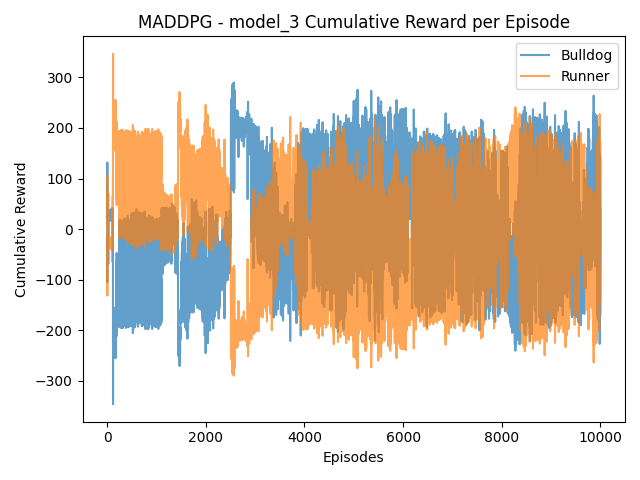 MADDPG - model_3 Cumulative Reward per Episode
Bulldog
Runner
Cumulative Reward
300
200
100
0
−100
−200
−300
0 2000 4000 6000 8000 10000
Episodes